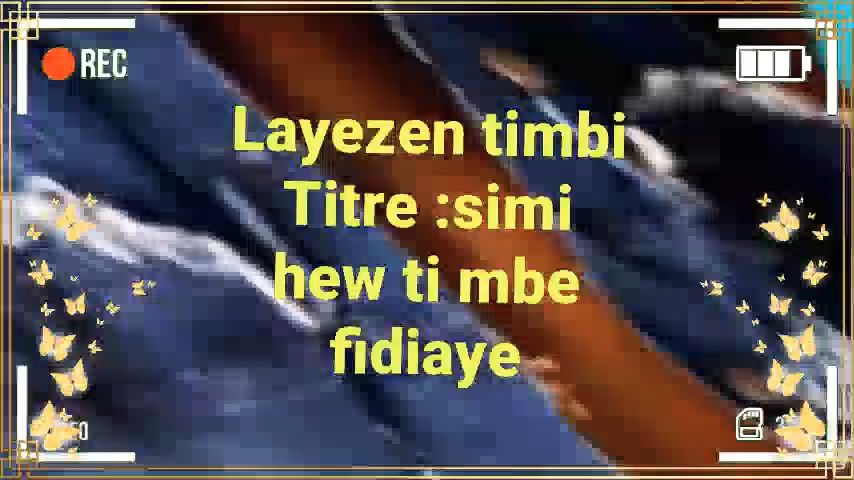 REC
Layezen timbi
Titre :simi
hew ti mbe
fidiaye